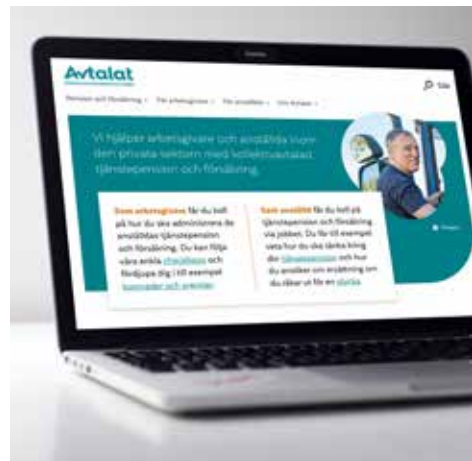 Avtalat
Sök
Pension och försäkring För arbetsgivare För anställda Om Avtalat
Vi hjälper arbetsgivare och anställda inom
den privata sektorn med kollektivavtalad
tjänstepension och försäkring.
Som arbetsgivare får du koll
på hur du ska administrera de
anställdas tjänstepension
och försäkring. Du kan följa
våra enkla checklistor och
fördjupa dig i till exempel
kostnader och premier.
Som anställd får du koll på
tjänstepension och försäkring
via jobbet. Du får till exempel
veta hur du ska tänka kring
din tjänstepension och hur
du ansöker om ersättning om
du råkar ut för en olycka.